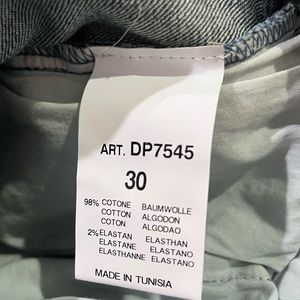 ART. DP7545
30
98% COTONE BAUMWOLLE
COTTON ALGODON
COTON ALGODAO
2% ELASTAN ELASTHAN
ELASTANE ELASTANO
ELASTHANNE ELASTANO
MADE IN TUNISIA